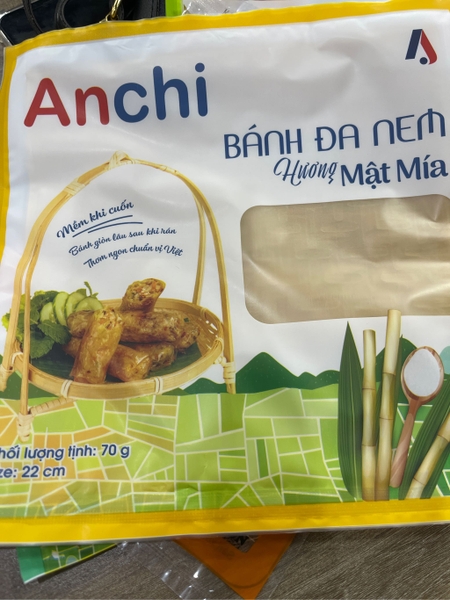 Anchi
BÁNH ĐA NEM
Hương Mật Mía
Mềm khi cuốn
Bánh giòn lâu sau khi rán
Thơm ngon chuẩn vị Việt
hối lượng tịnh: 70 g
ze: 22 cm